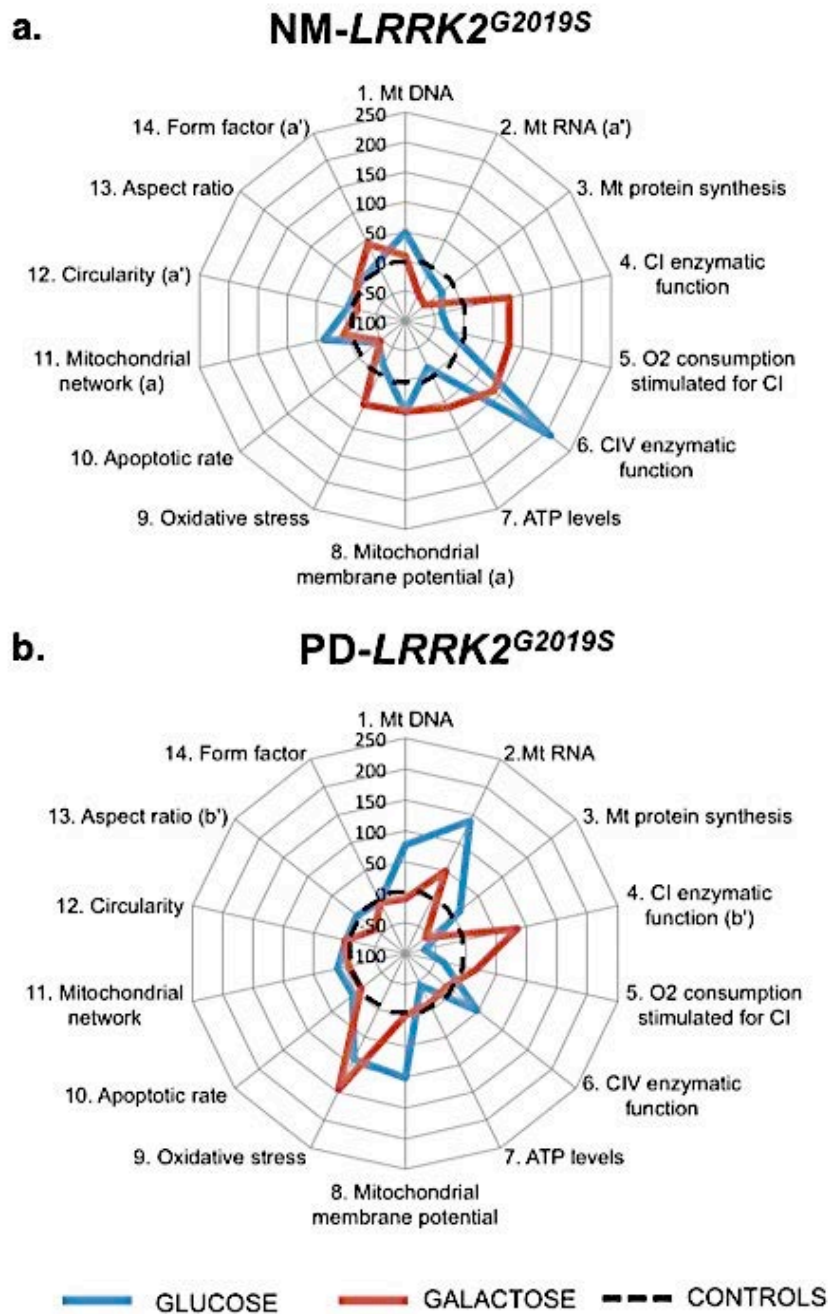 a.
NM-LRRK2G2019S
1. Mt DNA
2. Mt RNA (a')
3. Mt protein synthesis
4. CI enzymatic
function
5. O2 consumption
stimulated for CI
6. CIV enzymatic
function
7. ATP levels
8. Mitochondrial
membrane potential (a)
9. Oxidative stress
10. Apoptotic rate
11. Mitochondrial
network (a)
12. Circularity (a')
13. Aspect ratio
14. Form factor (a')
250
200
150
100
50
0
50
100
b.
PD-LRRK2G2019S
1. Mt DNA
2.Mt RNA
3. Mt protein synthesis
4. CI enzymatic
function (b')
5. O2 consumption
stimulated for CI
6. CIV enzymatic
function
7. ATP levels
8. Mitochondrial
membrane potential
9. Oxidative stress
10. Apoptotic rate
11. Mitochondrial
network
12. Circularity
13. Aspect ratio (b')
14. Form factor
250
200
150
100
50
0
50
100
GLUCOSE
GALACTOSE
CONTROLS